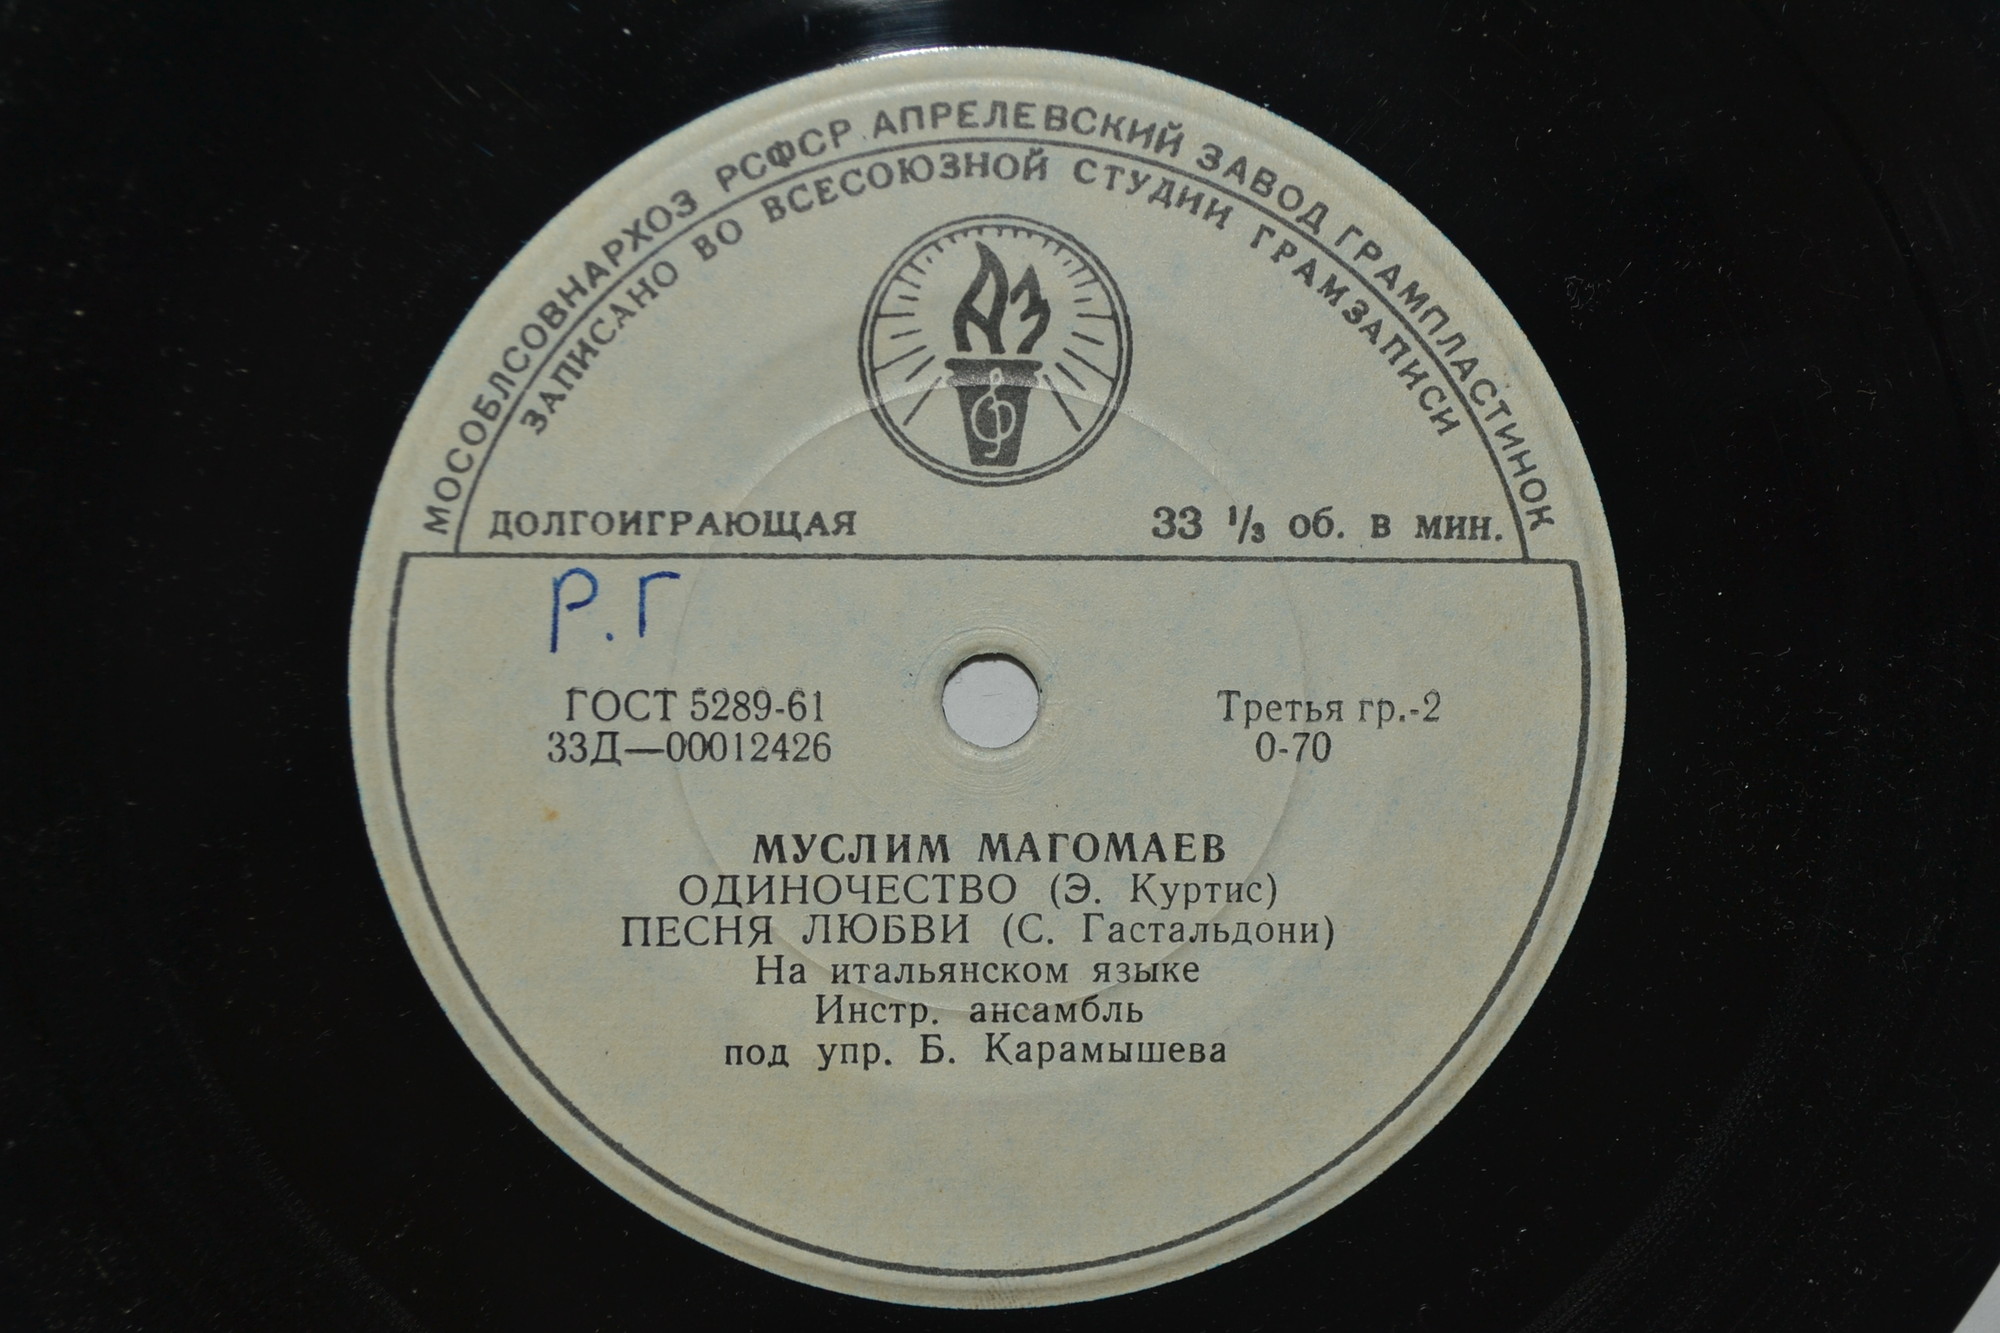 МОСОБЛСОВНАРХОЗ РСФСР. АПРЕЛЕВСКИЙ ЗАВОД ГРАМПЛАСТИНОК
ЗАПИСАНО ВО ВСЕСОЮЗНОЙ СТУДИИ ГРАМЗАПИСИ
АЗ
ДОЛГОИГРАЮЩАЯ 33 1/3 об. в мин.
Р.Г
ГОСТ 5289-61 Третья гр.-2
33Д—00012426 0-70
МУСЛИМ МАГОМАЕВ
ОДИНОЧЕСТВО (Э. Куртис)
ПЕСНЯ ЛЮБВИ (С. Гастальдони)
На итальянском языке
Инстр. ансамбль
под упр. Б. Карамышева